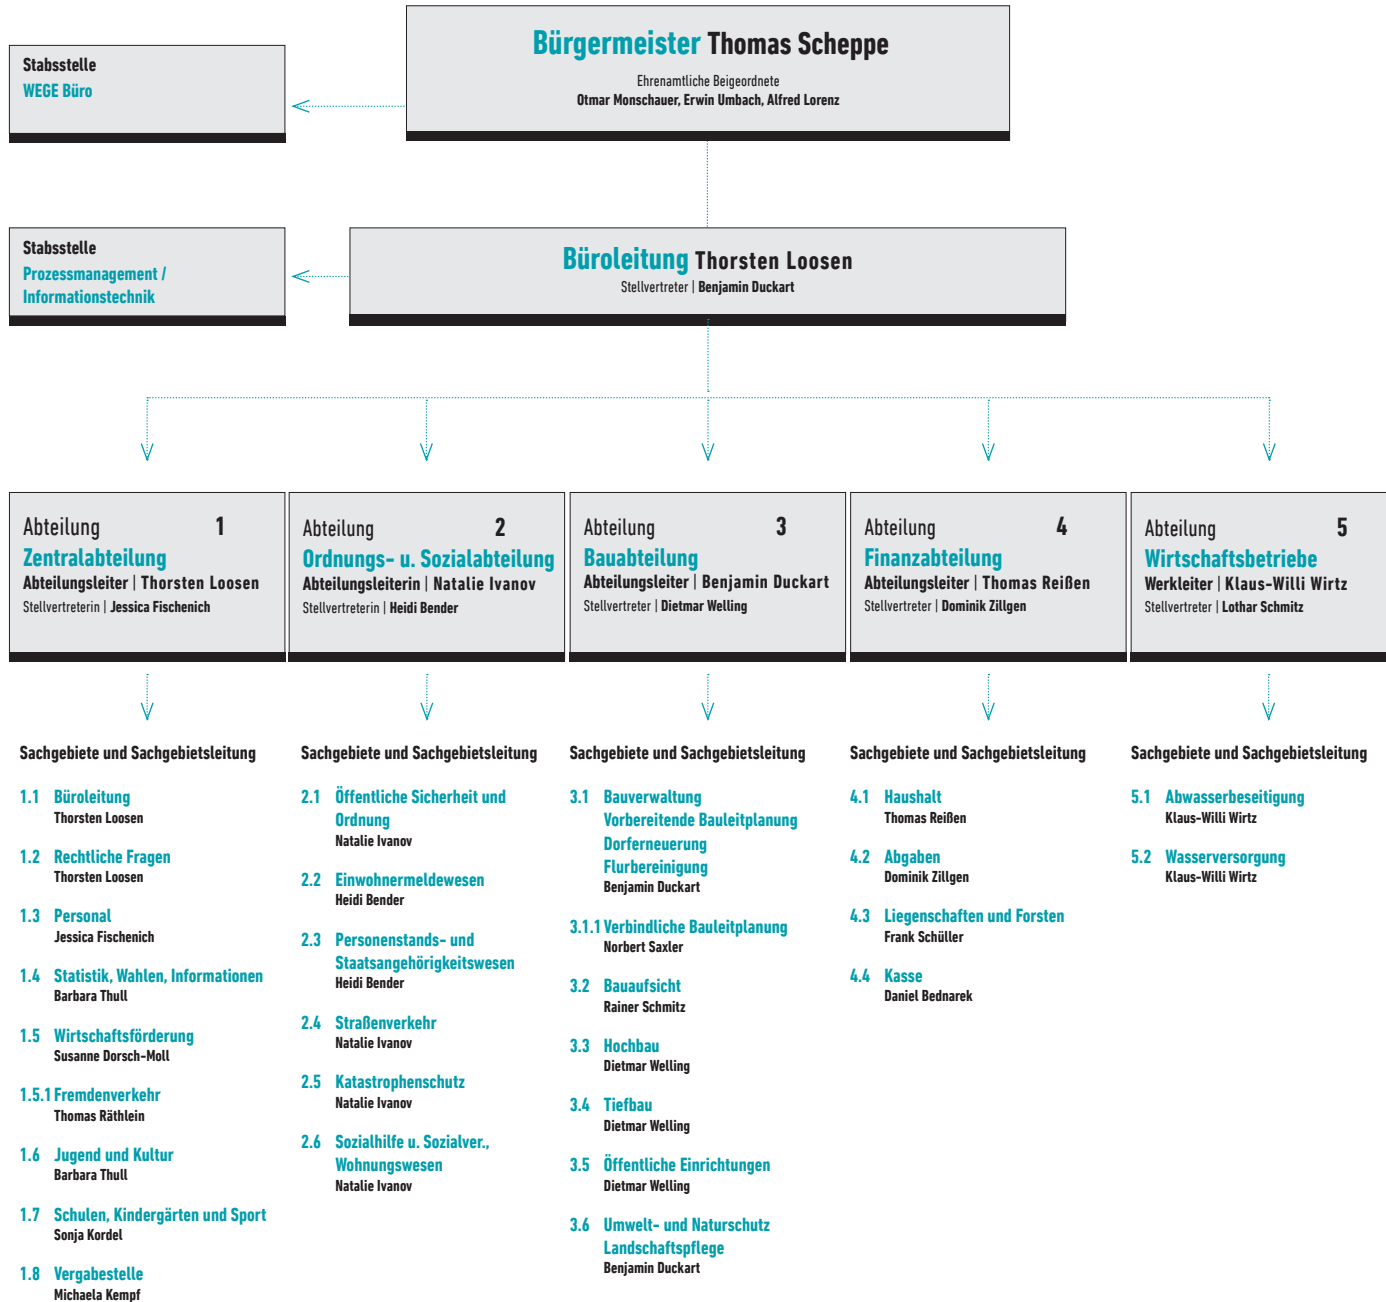 Bürgermeister Thomas Scheppe
Ehrenamtliche Beigeordnete
Otmar Monschauer, Erwin Umbach, Alfred Lorenz
Stabsstelle
WEGE Büro
Büroleitung Thorsten Loosen
Stellvertreter | Benjamin Duckart
Stabsstelle
Prozessmanagement /
Informationstechnik
Abteilung 1
Zentralabteilung
Abteilungsleiter | Thorsten Loosen
Stellvertreterin | Jessica Fischenich
Abteilung 2
Ordnungs- u. Sozialabteilung
Abteilungsleiterin | Natalie Ivanov
Stellvertreterin | Heidi Bender
Abteilung 3
Bauabteilung
Abteilungsleiter | Benjamin Duckart
Stellvertreter | Dietmar Welling
Abteilung 4
Finanzabteilung
Abteilungsleiter | Thomas Reißen
Stellvertreter | Dominik Zillgen
Abteilung 5
Wirtschaftsbetriebe
Werkleiter | Klaus-Willi Wirtz
Stellvertreter | Lothar Schmitz
Sachgebiete und Sachgebietsleitung
1.1 Büroleitung
Thorsten Loosen
1.2 Rechtliche Fragen
Thorsten Loosen
1.3 Personal
Jessica Fischenich
1.4 Statistik, Wahlen, Informationen
Barbara Thull
1.5 Wirtschaftsförderung
Susanne Dorsch-Moll
1.5.1 Fremdenverkehr
Thomas Räthlein
1.6 Jugend und Kultur
Barbara Thull
1.7 Schulen, Kindergärten und Sport
Sonja Kordel
1.8 Vergabestelle
Michaela Kempf
Sachgebiete und Sachgebietsleitung
2.1 Öffentliche Sicherheit und
Ordnung
Natalie Ivanov
2.2 Einwohnermeldewesen
Heidi Bender
2.3 Personenstands- und
Staatsangehörigkeitswesen
Heidi Bender
2.4 Straßenverkehr
Natalie Ivanov
2.5 Katastrophenschutz
Natalie Ivanov
2.6 Sozialhilfe u. Sozialver.,
Wohnungswesen
Natalie Ivanov
Sachgebiete und Sachgebietsleitung
3.1 Bauverwaltung
Vorbereitende Bauleitplanung
Dorferneuerung
Flurbereinigung
Benjamin Duckart
3.1.1 Verbindliche Bauleitplanung
Norbert Saxler
3.2 Bauaufsicht
Rainer Schmitz
3.3 Hochbau
Dietmar Welling
3.4 Tiefbau
Dietmar Welling
3.5 Öffentliche Einrichtungen
Dietmar Welling
3.6 Umwelt- und Naturschutz
Landschaftspflege
Benjamin Duckart
Sachgebiete und Sachgebietsleitung
4.1 Haushalt
Thomas Reißen
4.2 Abgaben
Dominik Zillgen
4.3 Liegenschaften und Forsten
Frank Schüller
4.4 Kasse
Daniel Bednarek
Sachgebiete und Sachgebietsleitung
5.1 Abwasserbeseitigung
Klaus-Willi Wirtz
5.2 Wasserversorgung
Klaus-Willi Wirtz